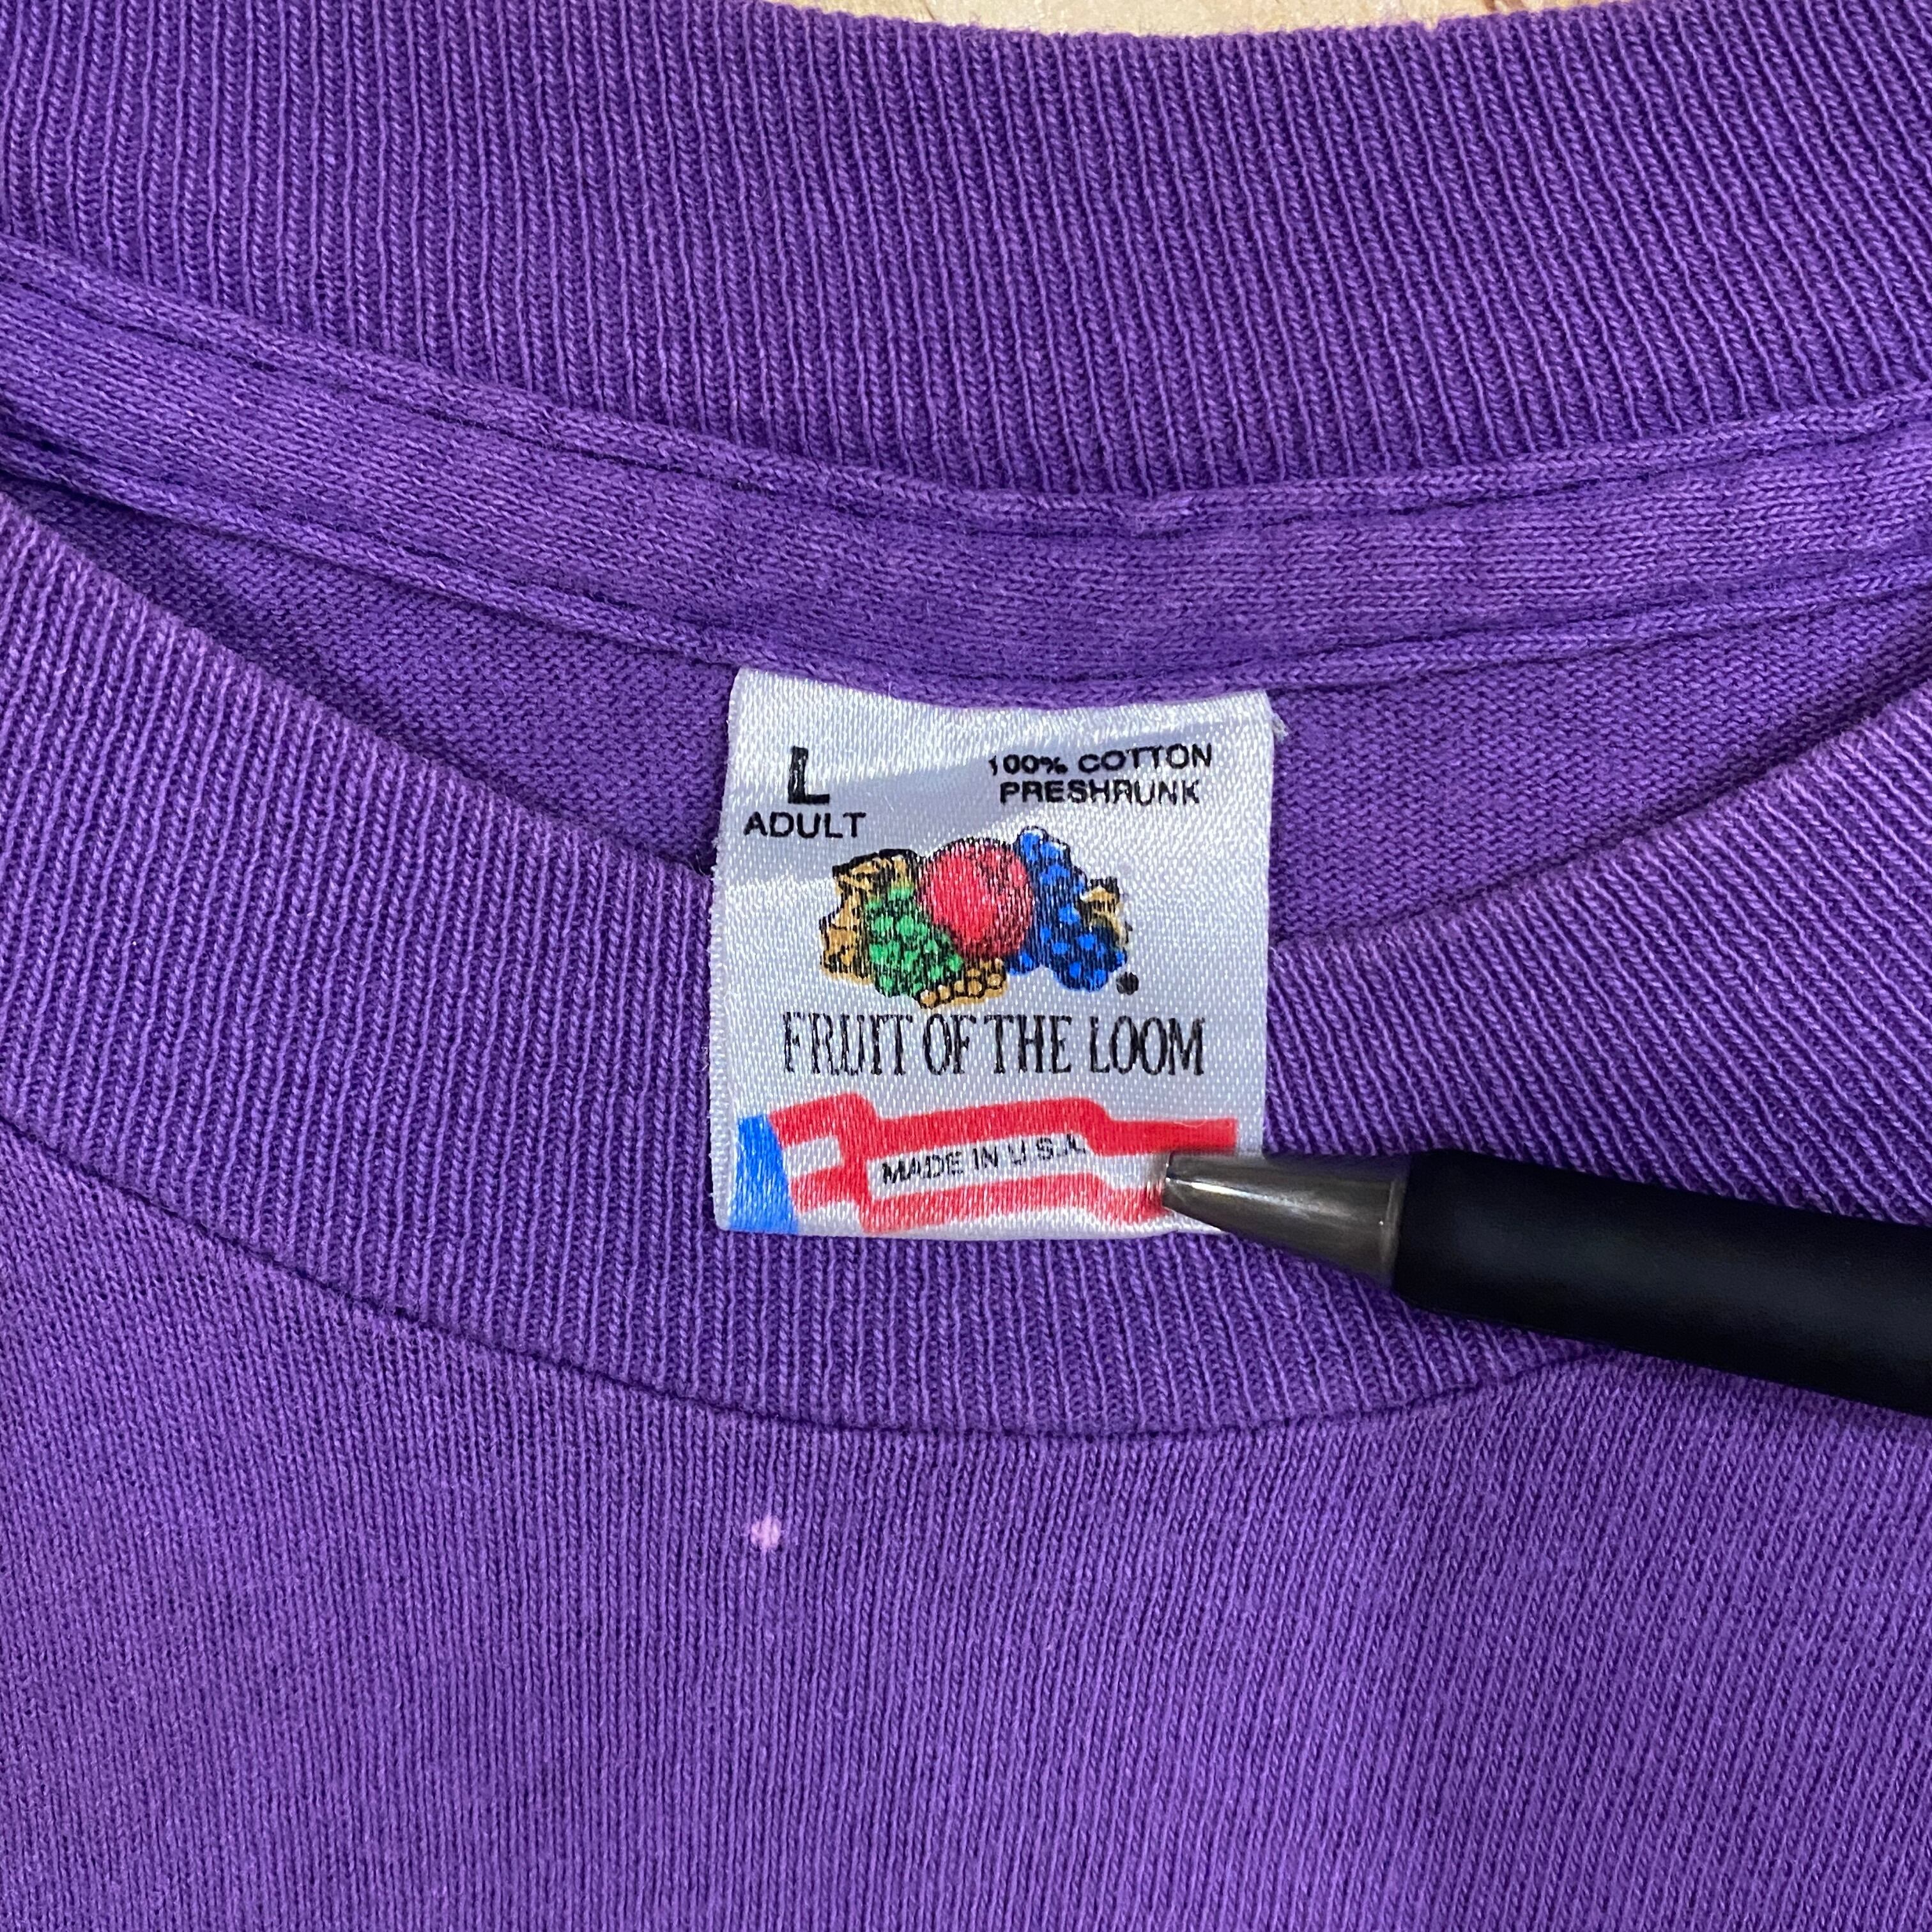 L
ADULT
100% COTTON
PRESHRUNK
FRUIT OF THE LOOM
MADE IN U.S.A.